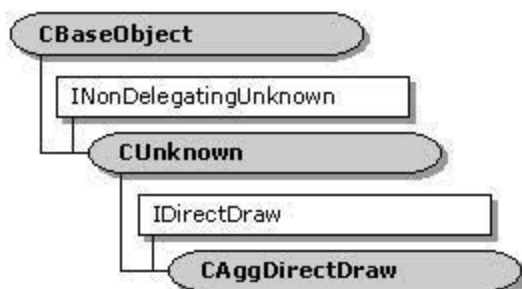 CBaseObject
INonDelegatingUnknown
CUnknown
IDirectDraw
CAggDirectDraw